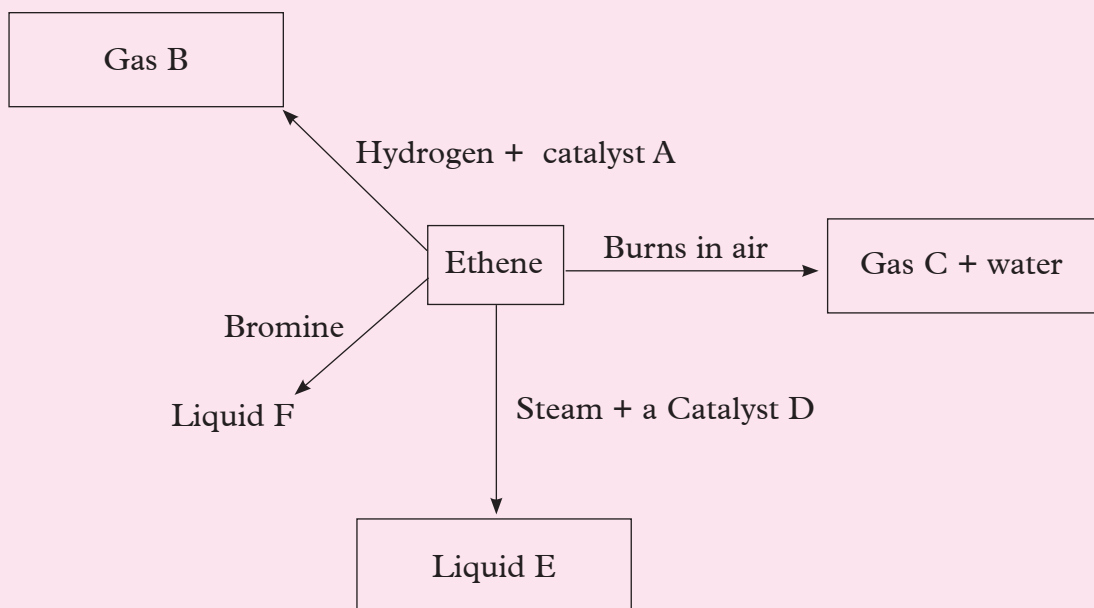 Gas B
Hydrogen + catalyst A
Ethene
Burns in air
Gas C + water
Bromine
Liquid F
Steam + a Catalyst D
Liquid E